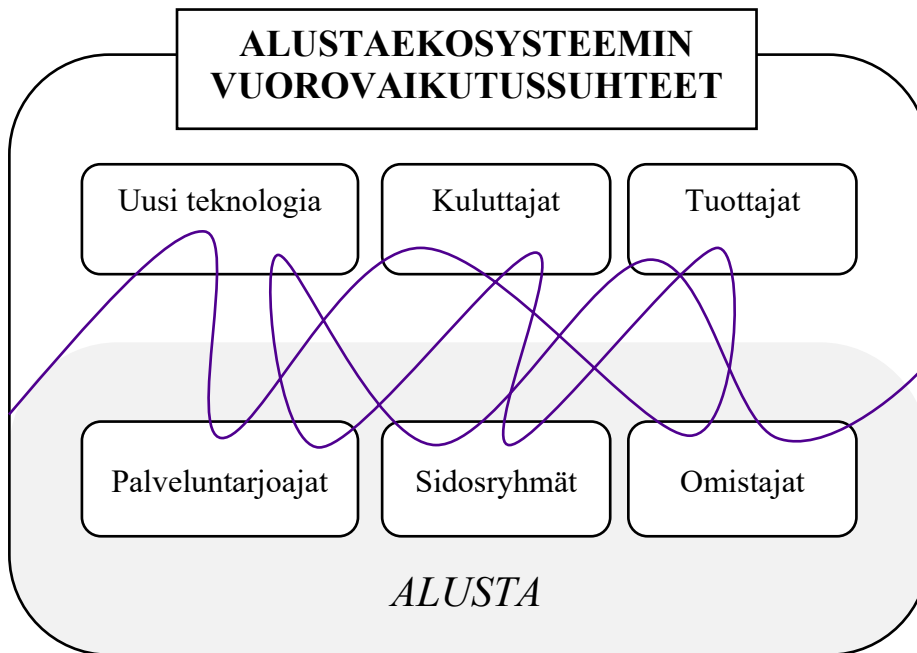 ALUSTAEKOSYSTEEMIN
VUOROVAIKUTUSSUHTEET
Uusi teknologia
Kuluttajat
Tuottajat
Palveluntarjoajat
Sidosryhmät
Omistajat
ALUSTA